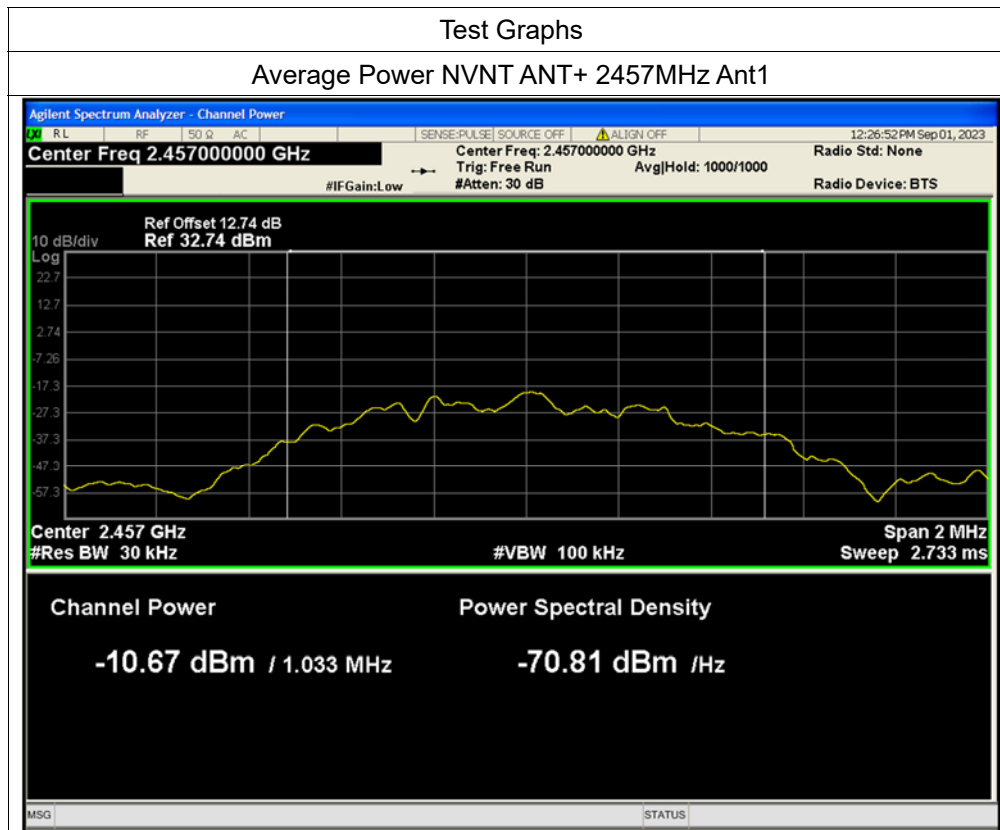 Test Graphs
Average Power NVNT ANT+ 2457MHz Ant1
Agilent Spectrum Analyzer - Channel Power
LXI RL RF 50 Ω AC SENSE:PULSE SOURCE OFF ALIGN OFF 12:26:52 PM Sep 01, 2023
Center Freq 2.457000000 GHz Center Freq: 2.457000000 GHz Radio Std: None
Trig: Free Run Avg|Hold: 1000/1000
#IFGain:Low #Atten: 30 dB Radio Device: BTS
Ref Offset 12.74 dB
10 dB/div Ref 32.74 dBm
Log
22.7
12.7
2.74
-7.26
-17.3
-27.3
-37.3
-47.3
-57.3
Center 2.457 GHz Span 2 MHz
#Res BW 30 kHz #VBW 100 kHz Sweep 2.733 ms
Channel Power Power Spectral Density
-10.67 dBm / 1.033 MHz -70.81 dBm /Hz
MSG STATUS